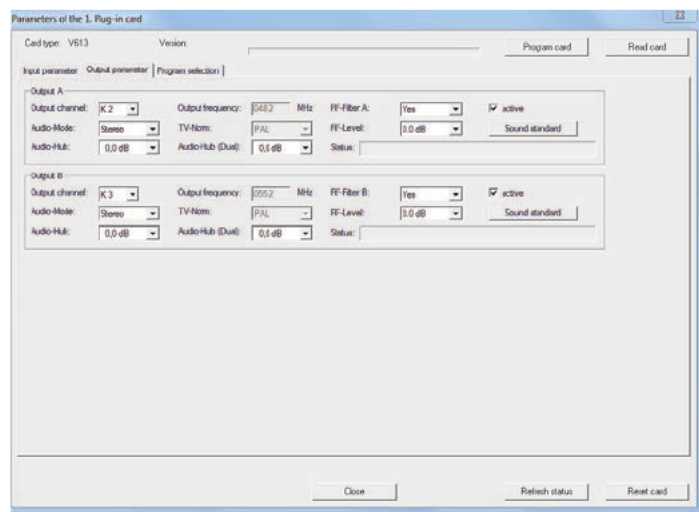 Parameters of the 1. Plug-in card
Card type: V613 Version:
Program card Read card
Input parameter Output parameter Program selection
Output A
Output channel: K 2 Output frequency: 0482 MHz RF-Filter A: Yes active
Audio-Mode: Stereo TV-Norm: PAL RF-Level: 0.0 dB Sound standard
Audio-Hub: 0,0 dB Audio-Hub (Dual): 0,0 dB Status:
Output B
Output channel: K 3 Output frequency: 0552 MHz RF-Filter B: Yes active
Audio-Mode: Stereo TV-Norm: PAL RF-Level: 0.0 dB Sound standard
Audio-Hub: 0,0 dB Audio-Hub (Dual): 0,0 dB Status:
Close Refresh status Reset card